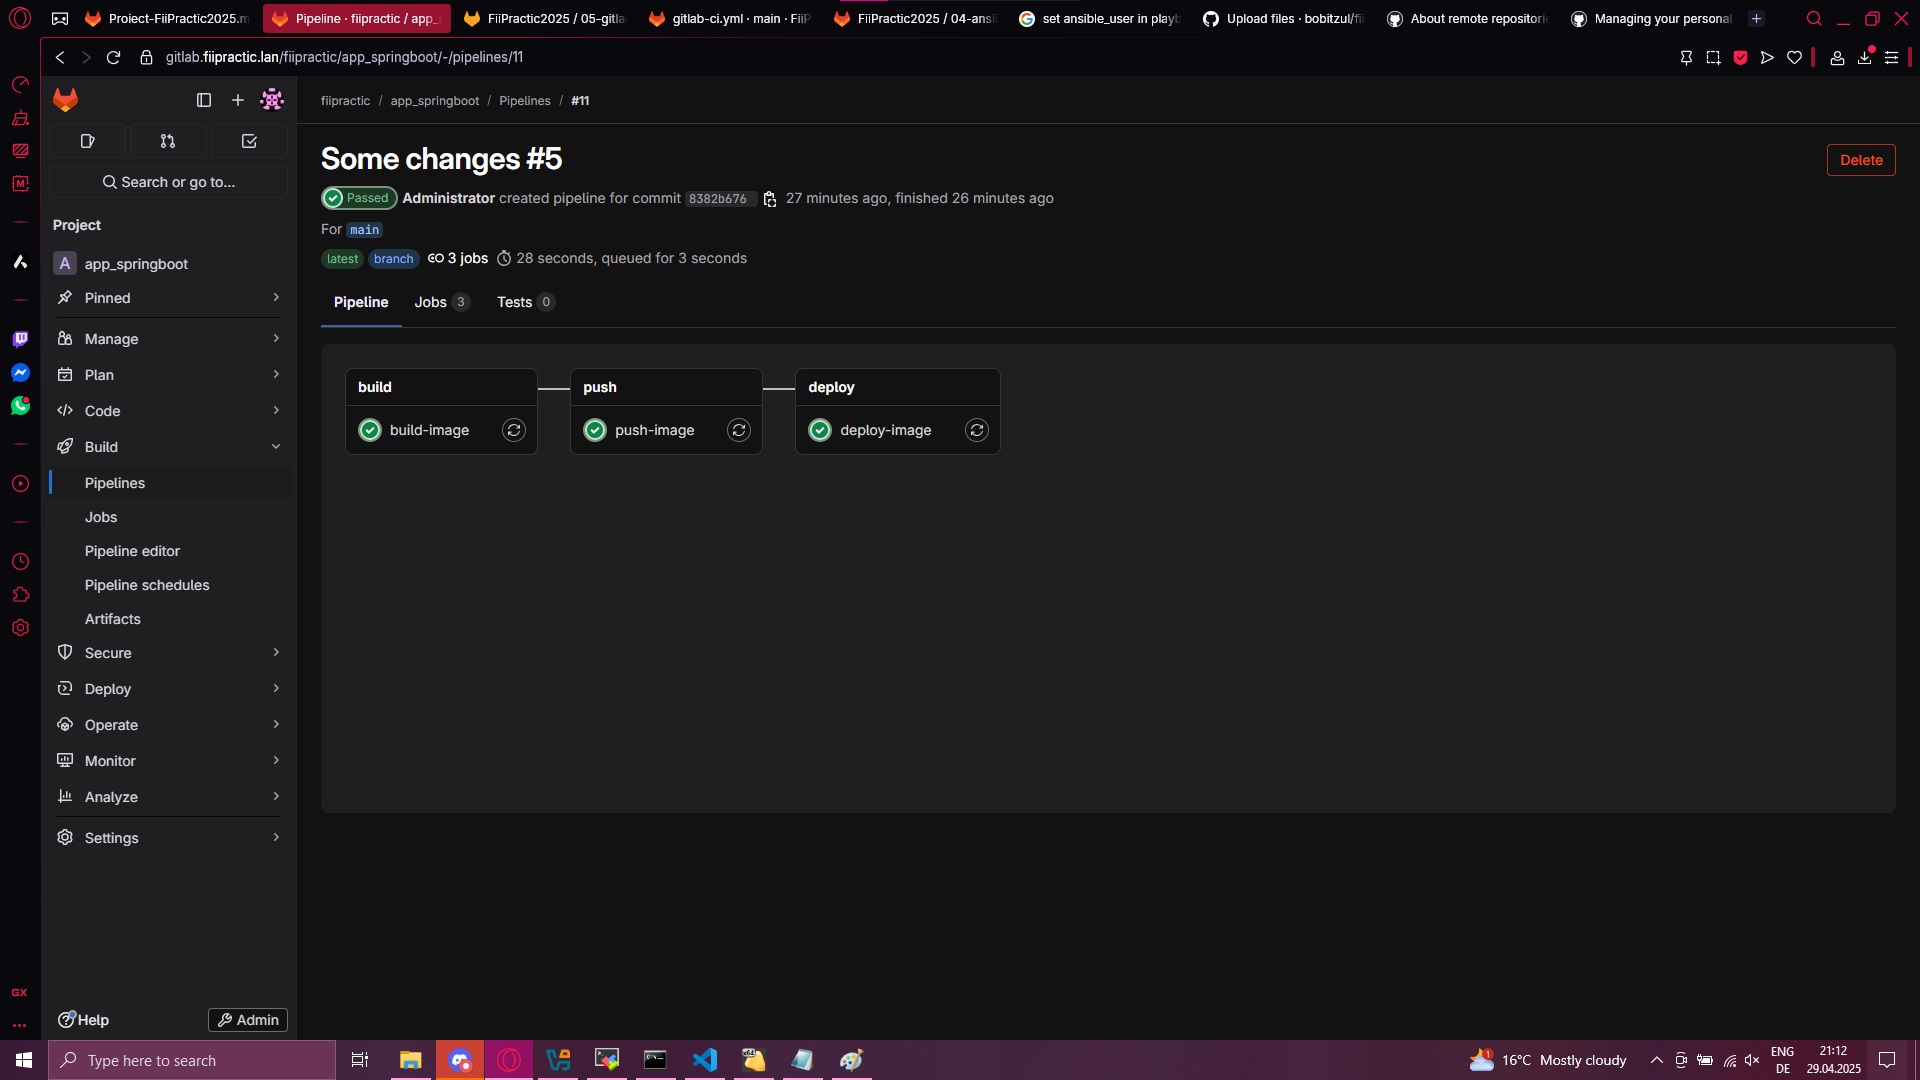 Proiect-FiiPractic2025.m
Pipeline · fiipractic / app_s
FiiPractic2025 / 05-gitla
gitlab-ci.yml · main · FiiP
FiiPractic2025 / 04-ansi
set ansible_user in playb
Upload files · bobitzul/fii
About remote repositorie
Managing your personal
gitlab.fiipractic.lan/fiipractic/app_springboot/-/pipelines/11
fiipractic / app_springboot / Pipelines / #11
Search or go to...
Project
A app_springboot
Pinned
Manage
Plan
Code
Build
Pipelines
Jobs
Pipeline editor
Pipeline schedules
Artifacts
Secure
Deploy
Operate
Monitor
Analyze
Settings
Help
Admin
Some changes #5
Delete
Passed Administrator created pipeline for commit 8382b676 27 minutes ago, finished 26 minutes ago
For main
latest branch 3 jobs 28 seconds, queued for 3 seconds
Pipeline Jobs 3 Tests 0
build push deploy
build-image push-image deploy-image
GX
Type here to search
1
16°C Mostly cloudy
ENG
DE
21:12
29.04.2025